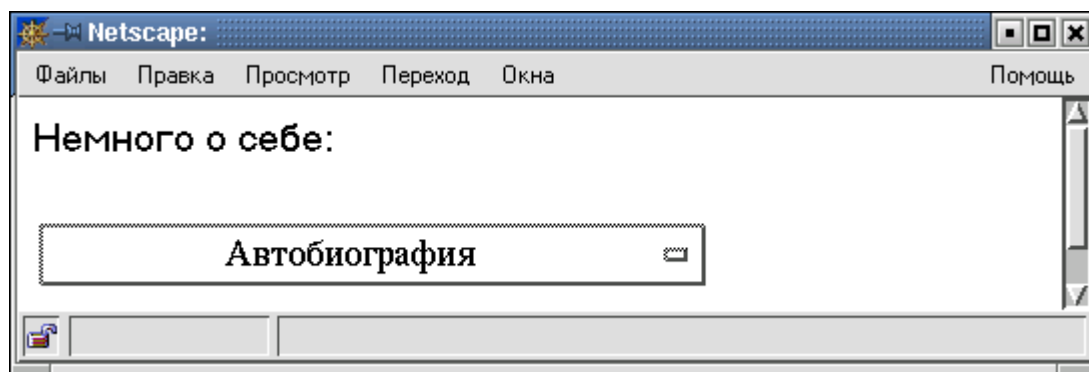 Netscape:
Файлы Правка Просмотр Переход Окна Помощь
Немного о себе:
Автобиография